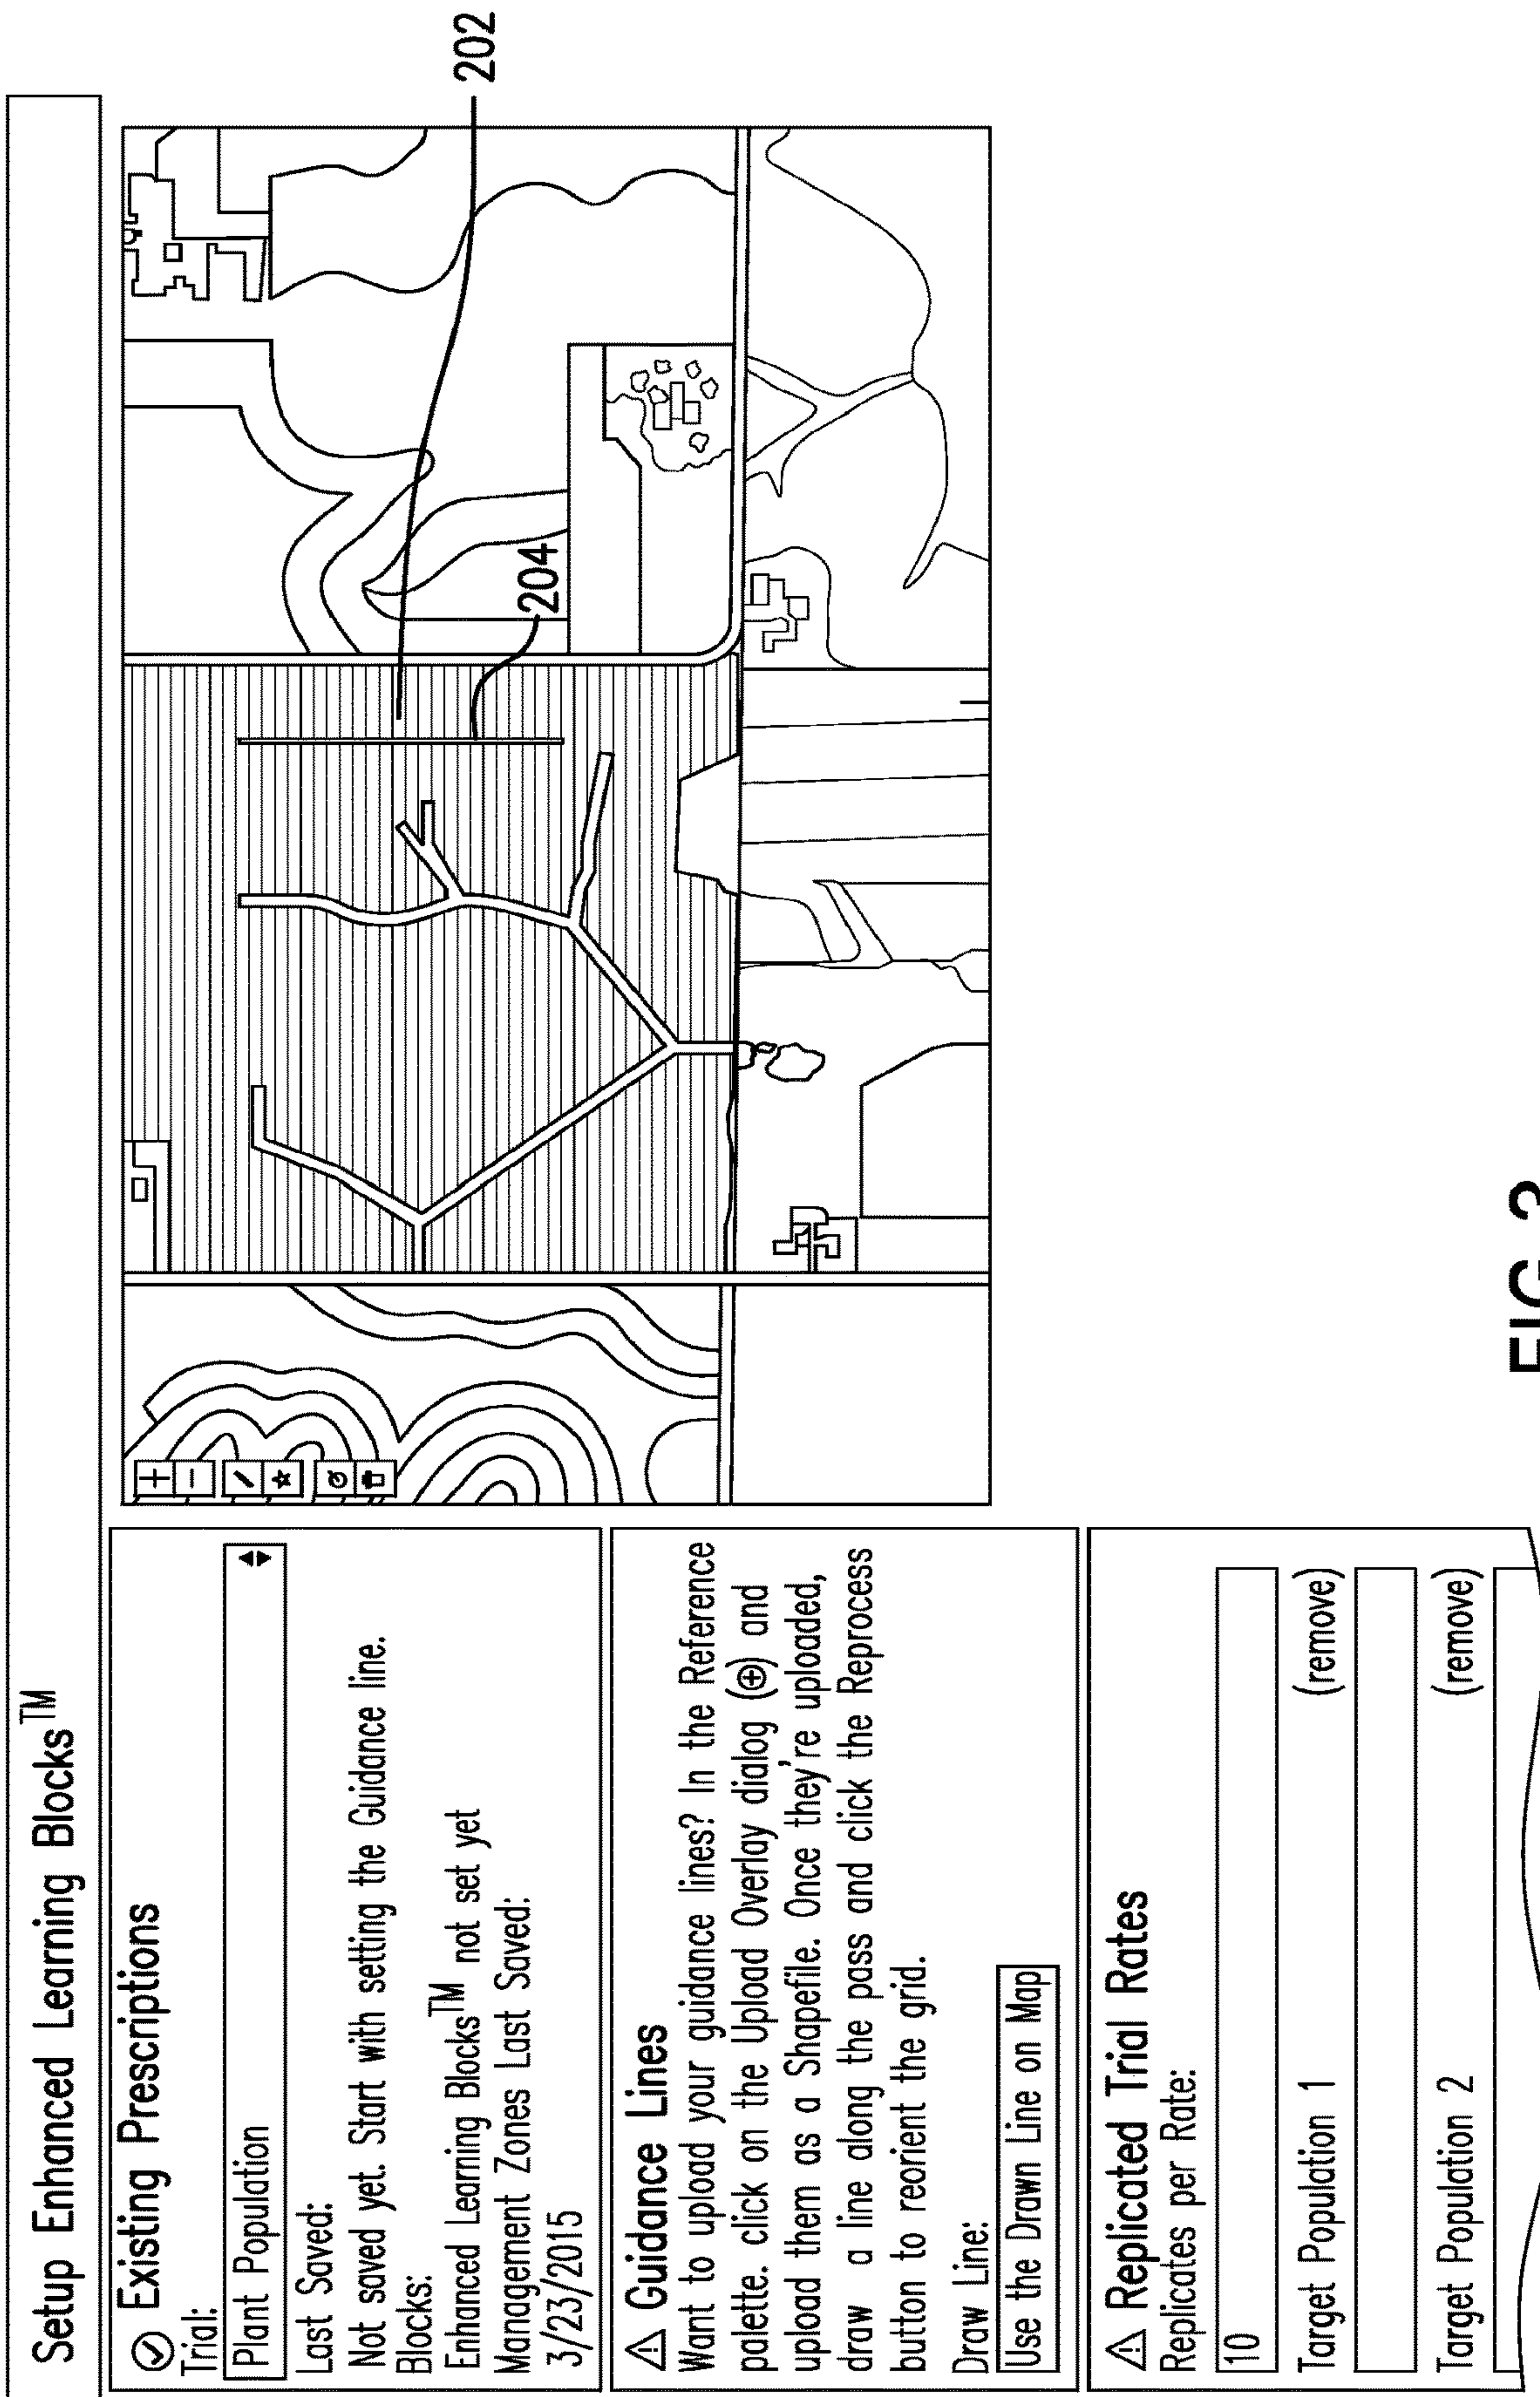 Setup Enhanced Learning Blocks™
Existing Prescriptions
Trial:
Plant Population
Last Saved:
Not saved yet. Start with setting the Guidance line.
Blocks:
Enhanced Learning Blocks™ not set yet
Management Zones Last Saved:
3/23/2015
⚠ Guidance Lines
Want to upload your guidance lines? In the Reference
palette. click on the Upload Overlay dialog (⊕) and
upload them as a Shapefile. Once they're uploaded,
draw a line along the pass and click the Reprocess
button to reorient the grid.
Draw Line:
Use the Drawn Line on Map
⚠ Replicated Trial Rates
Replicates per Rate:
10
Target Population 1 (remove)
Target Population 2 (remove)
+
−
202
204